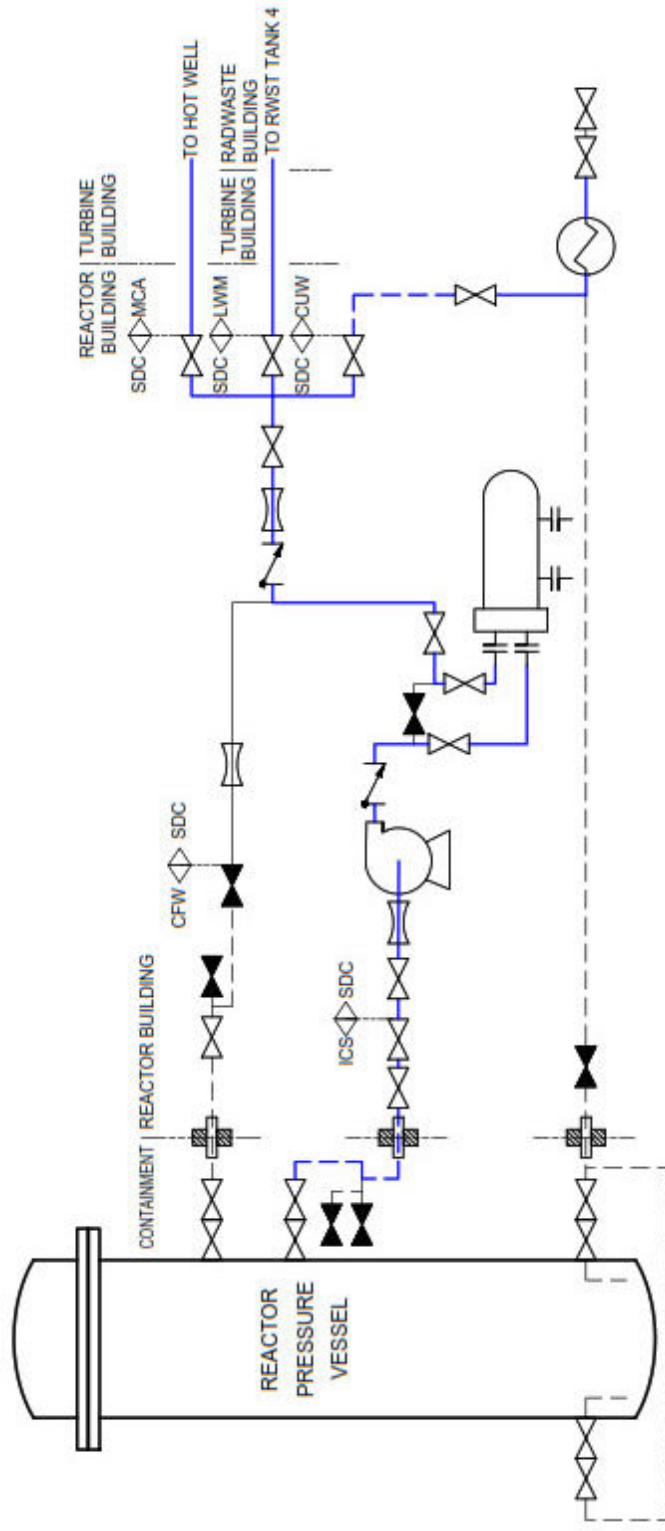 REACTOR
PRESSURE
VESSEL
CONTAINMENT
REACTOR BUILDING
CFW
SDC
ICS
SDC
REACTOR
BUILDING
TURBINE
BUILDING
SDC
MCA
TO HOT WELL
SDC
LWM
TURBINE
BUILDING
RADWASTE
BUILDING
TO RWST TANK 4
SDC
CUW